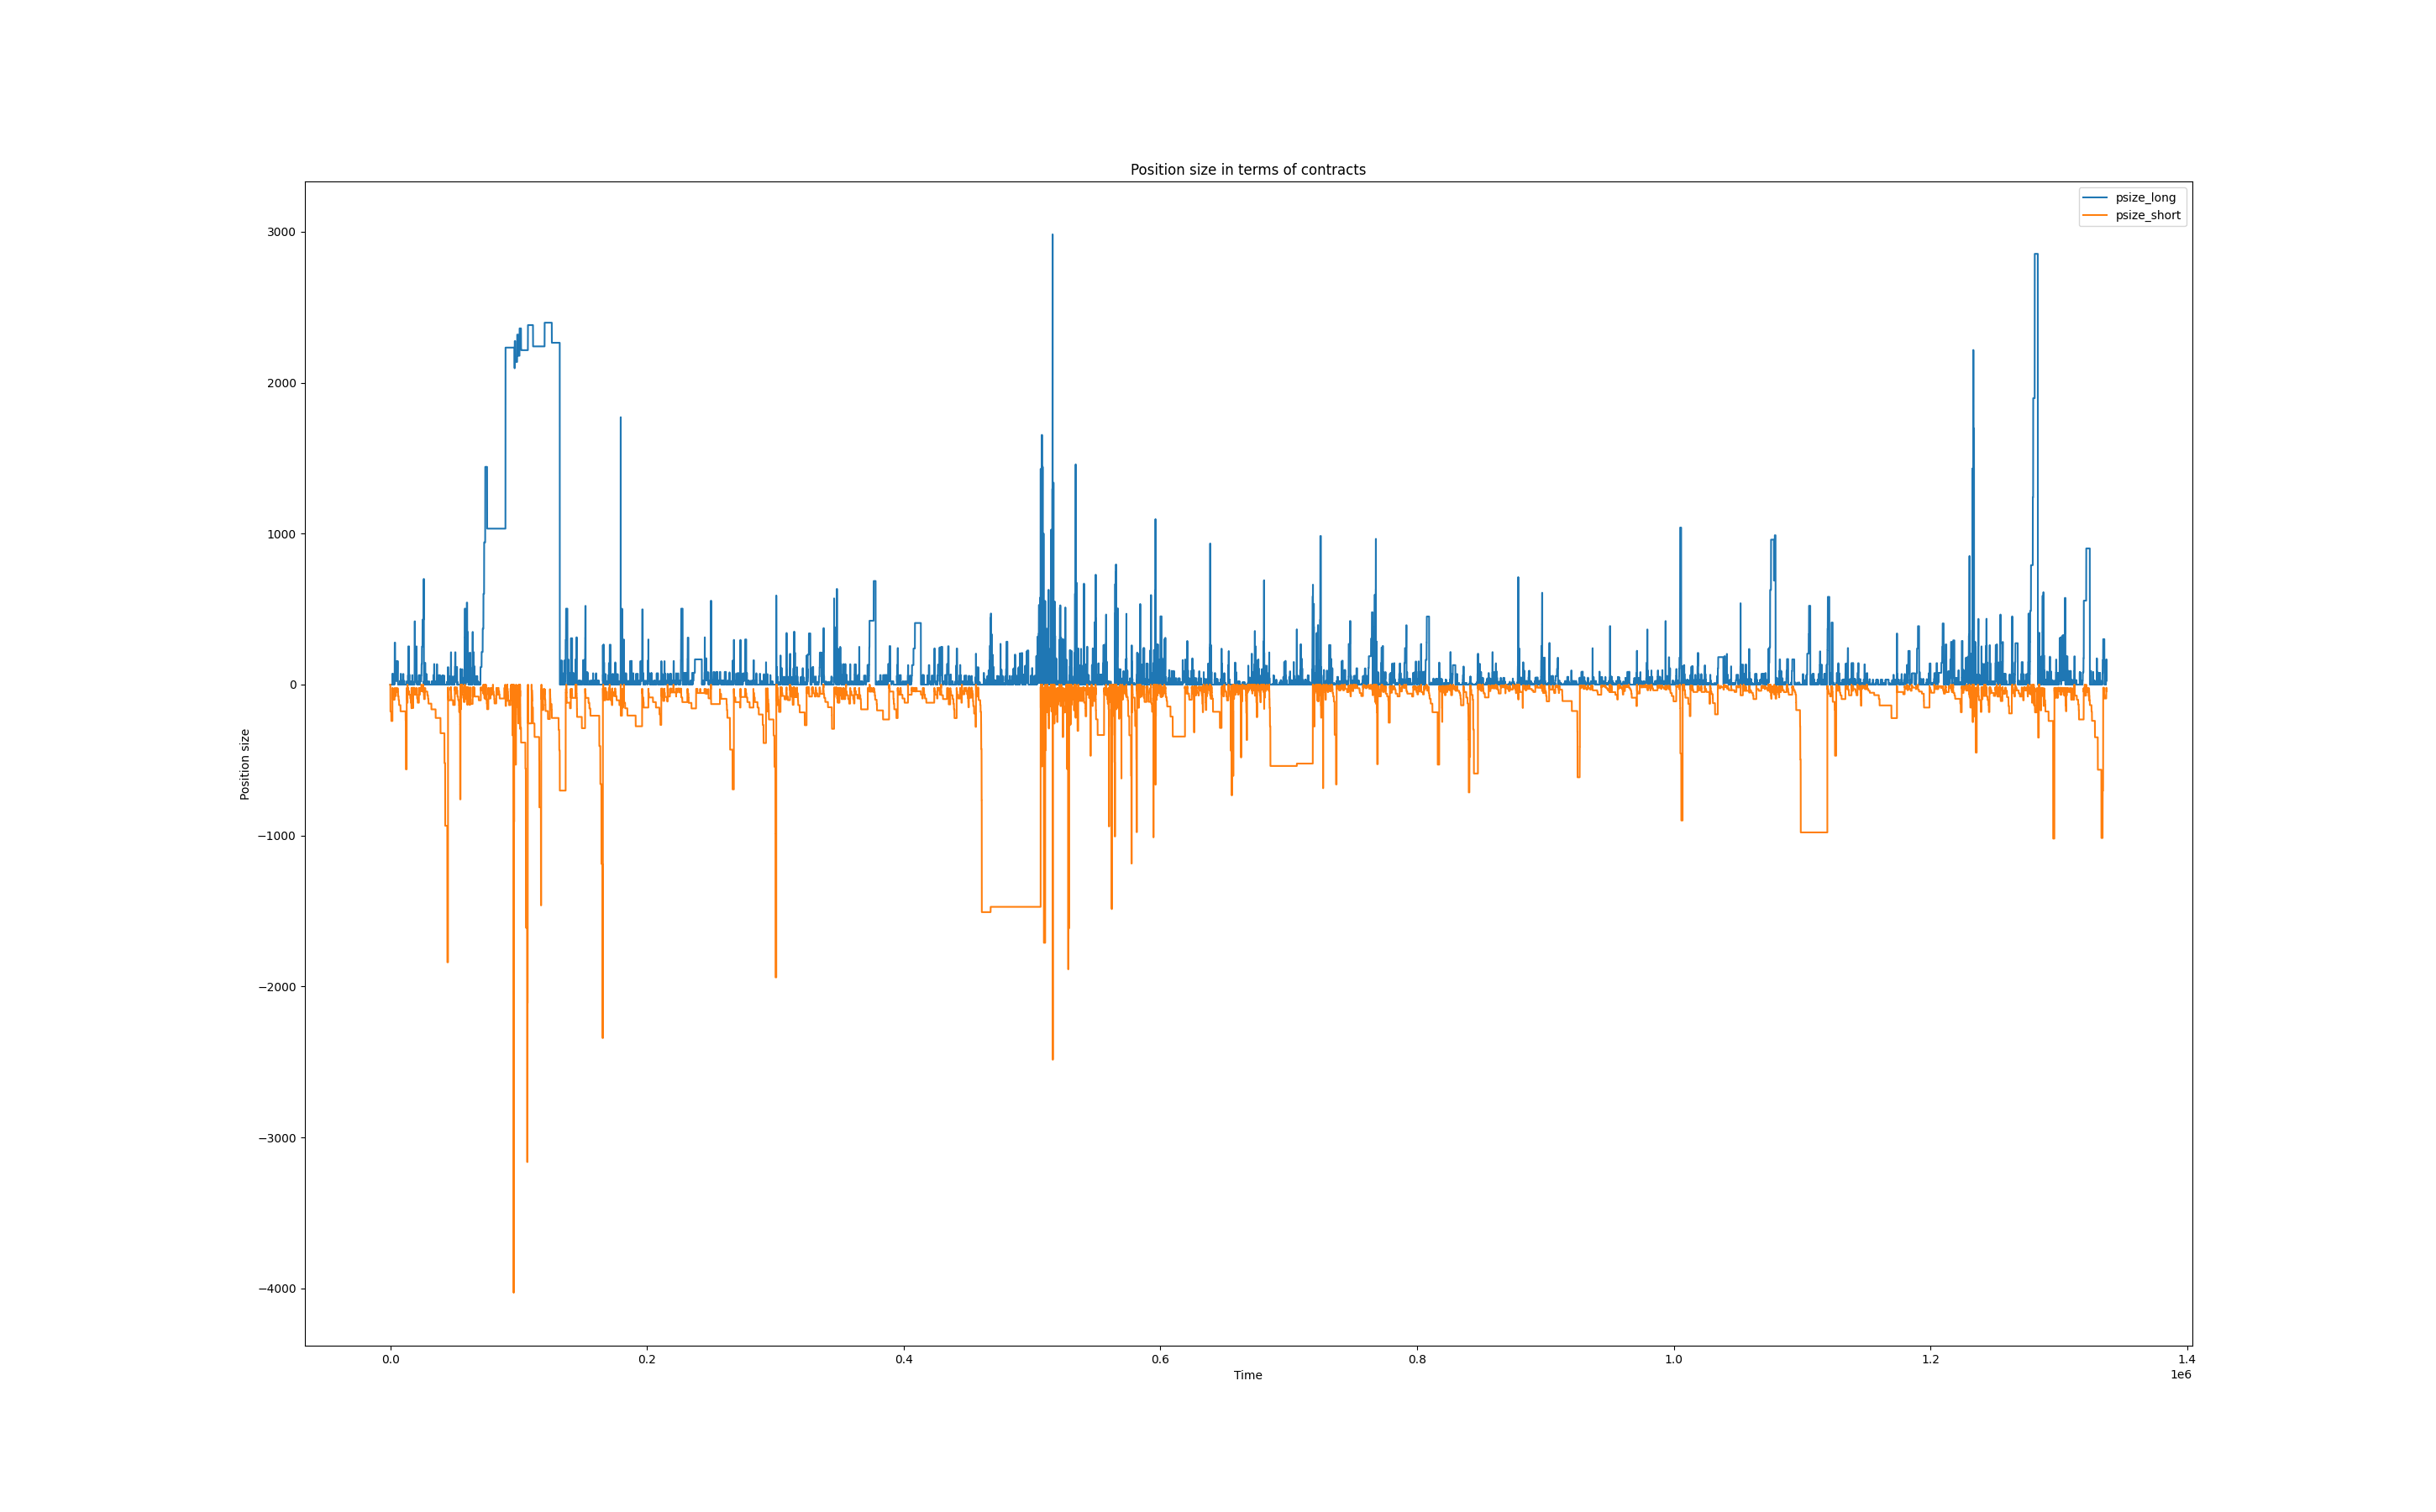 Position size in terms of contracts
psize_long
psize_short
3000
2000
1000
0
−1000
−2000
−3000
−4000
Position size
0.0 0.2 0.4 0.6 0.8 1.0 1.2 1.4
Time
1e6